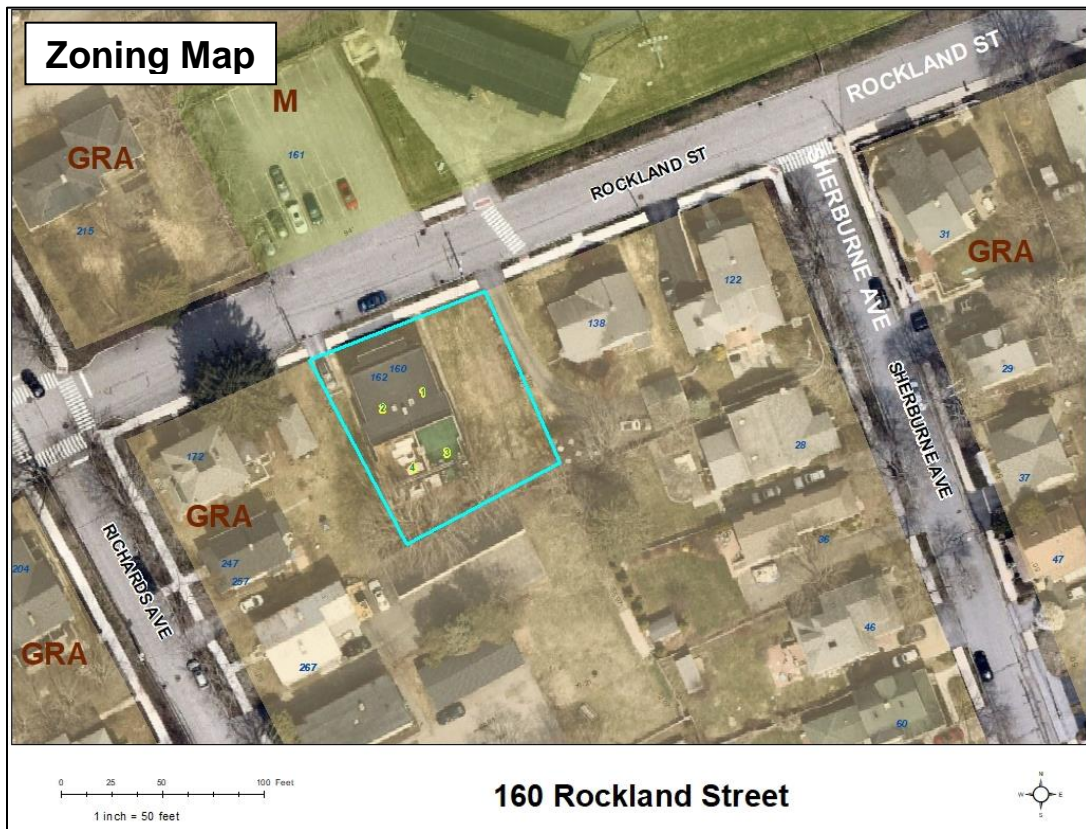 Zoning Map
M
161
GRA
215
ROCKLAND ST
ROCKLAND ST
SHERBURNE AVE
31
GRA
122
138
162 160
1
2
3
4
29
SHERBURNE AVE
172
28
37
GRA
247
257
36
47
204
RICHARDS AVE
46
GRA
267
60
0 25 50 100 Feet
1 inch = 50 feet
160 Rockland Street
N
W E
S